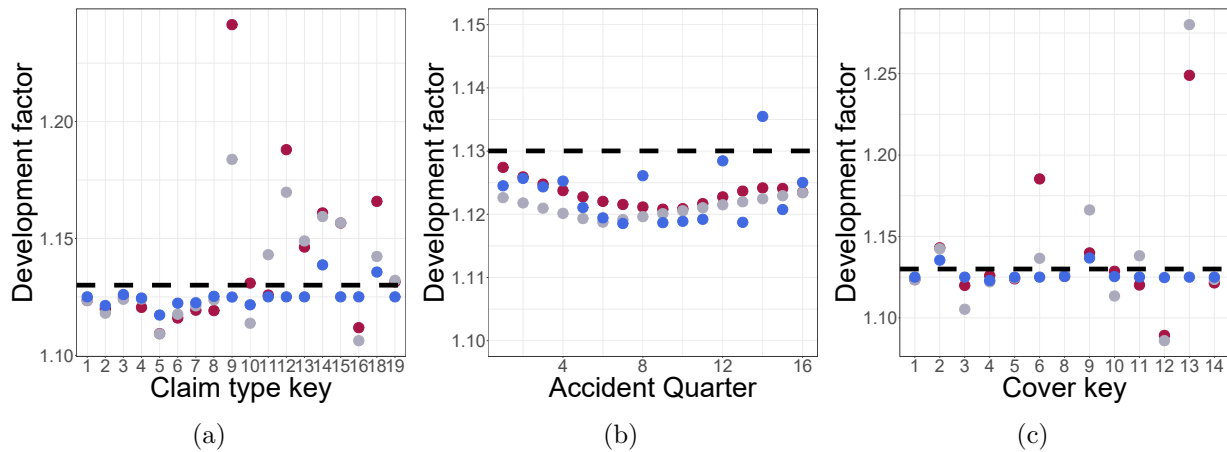 Development factor
1.20
1.15
1.10
1 2 3 4 5 6 7 8 9 10 11 12 13 14 15 16 18 19
Claim type key
(a)
Development factor
1.15
1.14
1.13
1.12
1.11
1.10
4 8 12 16
Accident Quarter
(b)
Development factor
1.25
1.20
1.15
1.10
1 2 3 4 5 6 8 9 10 11 12 13 14
Cover key
(c)